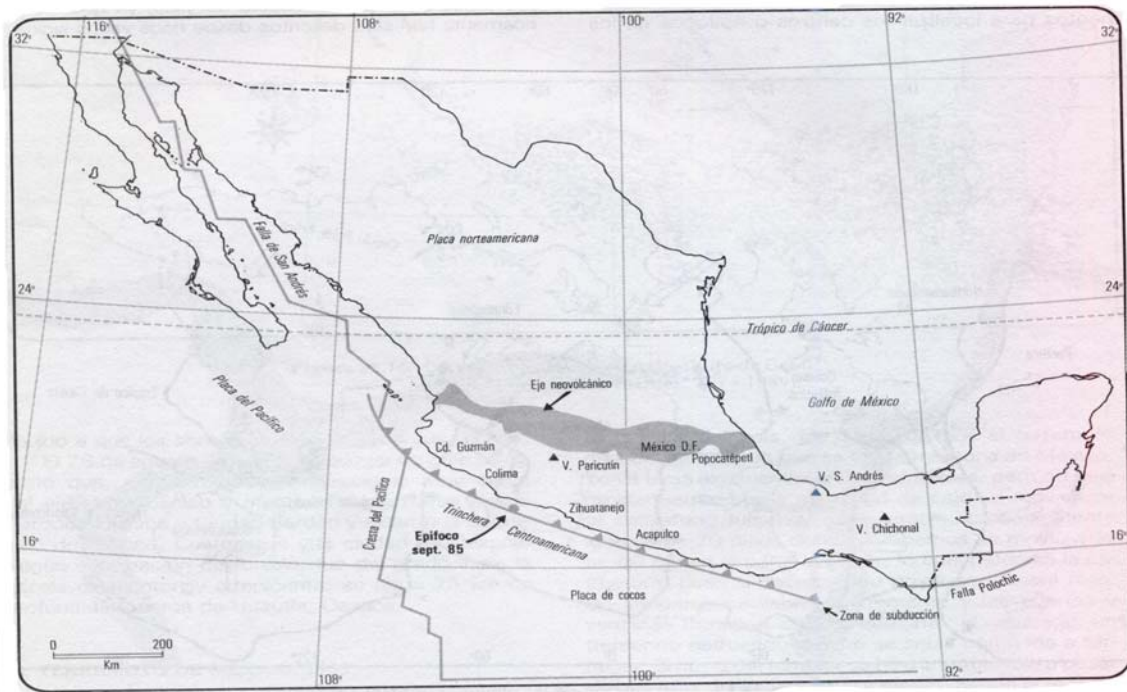 116°
108°
100°
92°
32°
32°
Falla de San Andrés
Placa norteamericana
24°
24°
Trópico de Cáncer
Placa del Pacífico
Eje neovolcánico
Golfo de México
Cd. Guzmán
México D.F.
V. Paricutín
Popocatépetl
Colima
V. S. Andrés
Zihuatanejo
V. Chichonal
Trinchera Centroamericana
Cresta del Pacífico
Epifoco
sept. 85
Acapulco
16°
16°
Placa de cocos
Falla Polochic
Zona de subducción
0 200
Km
108°
100°
92°